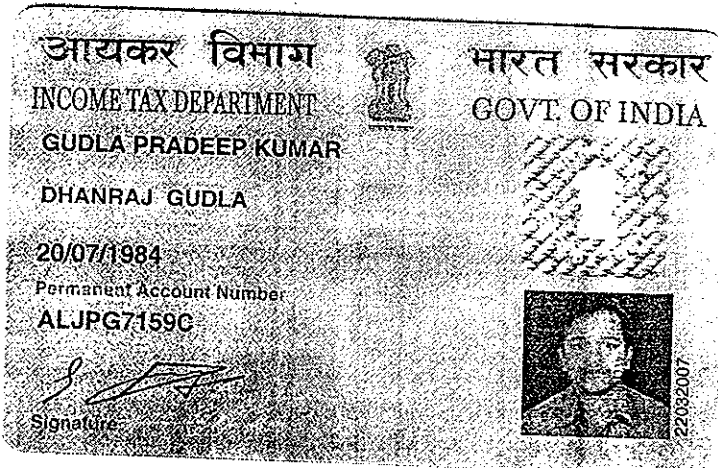 आयकर विभाग
भारत सरकार
INCOME TAX DEPARTMENT
GOVT. OF INDIA
GUDLA PRADEEP KUMAR
DHANRAJ GUDLA
20/07/1984
Permanent Account Number
ALJPG7159C
Signature
22032007